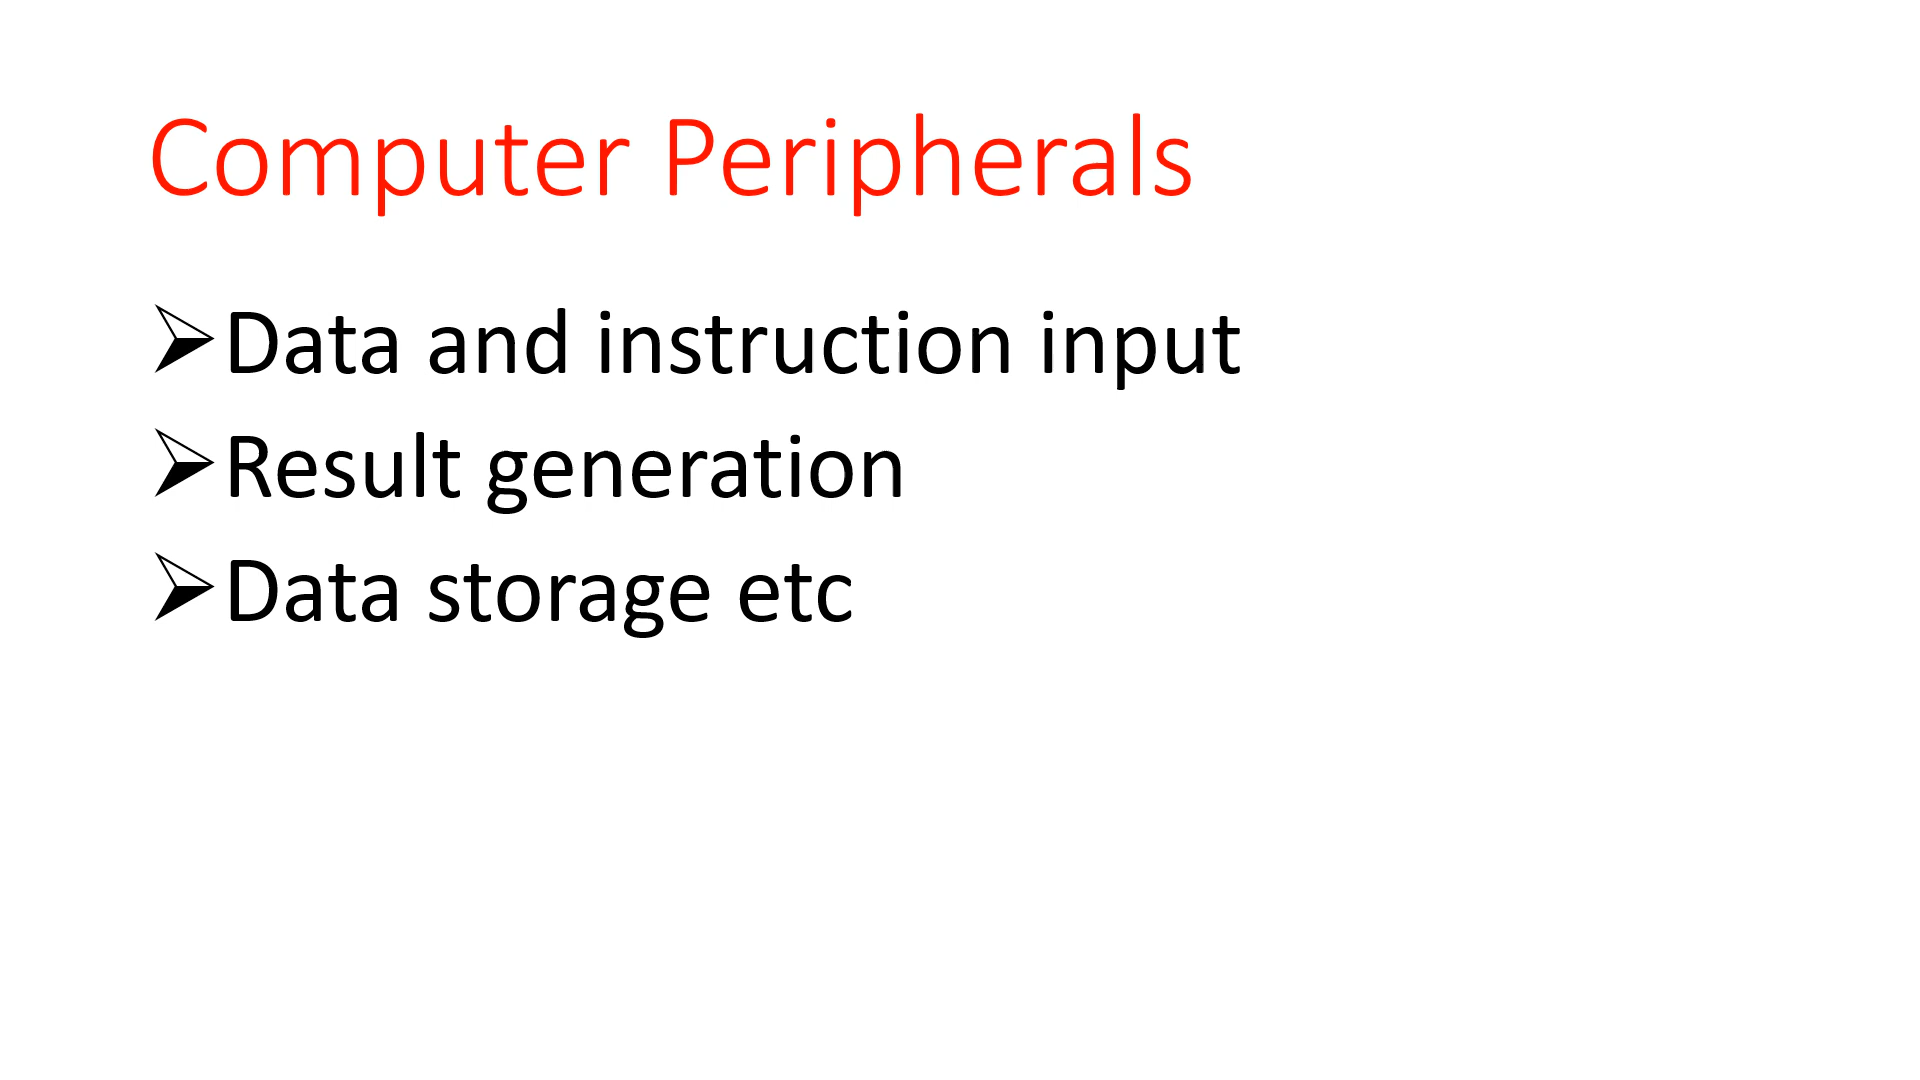 Computer Peripherals
➢Data and instruction input
➢Result generation
➢Data storage etc